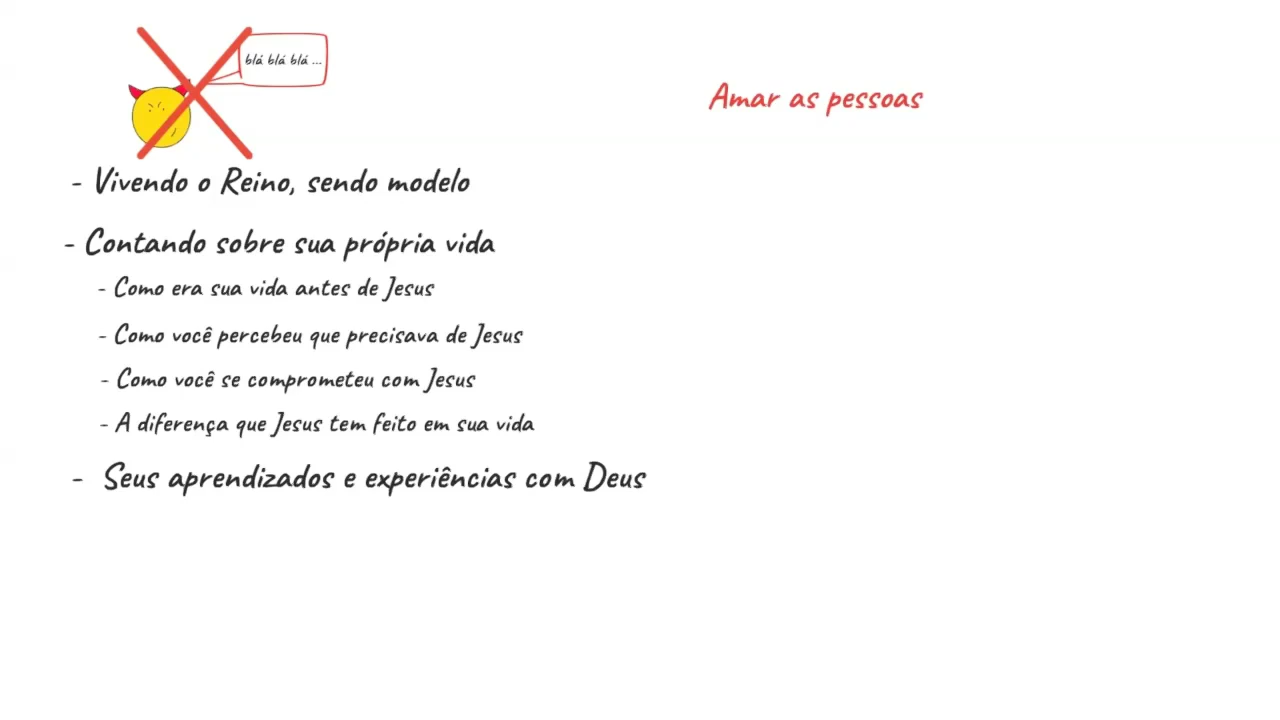 blá blá blá ...
Amar as pessoas
- Vivendo o Reino, sendo modelo
- Contando sobre sua própria vida
- Como era sua vida antes de Jesus
- Como você percebeu que precisava de Jesus
- Como você se comprometeu com Jesus
- A diferença que Jesus tem feito em sua vida
- Seus aprendizados e experiências com Deus